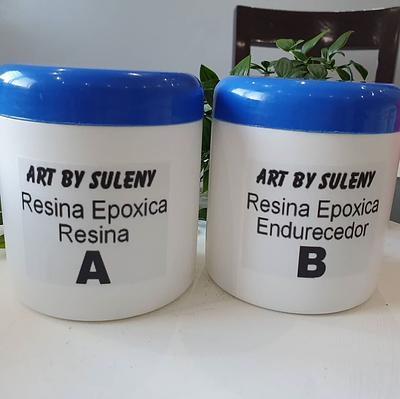 ART BY SULENY
Resina Epoxica
Resina
A
ART BY SULENY
Resina Epoxica
Endurecedor
B